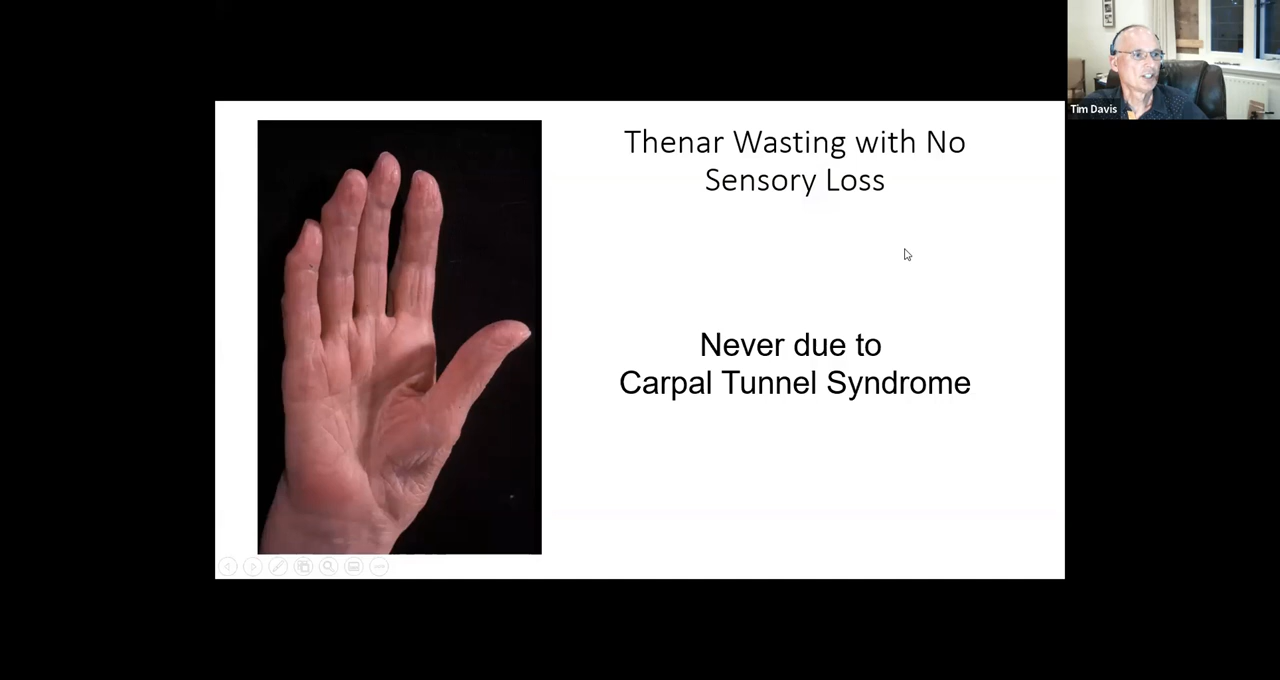 Thenar Wasting with No
Sensory Loss
Never due to
Carpal Tunnel Syndrome
Tim Davis